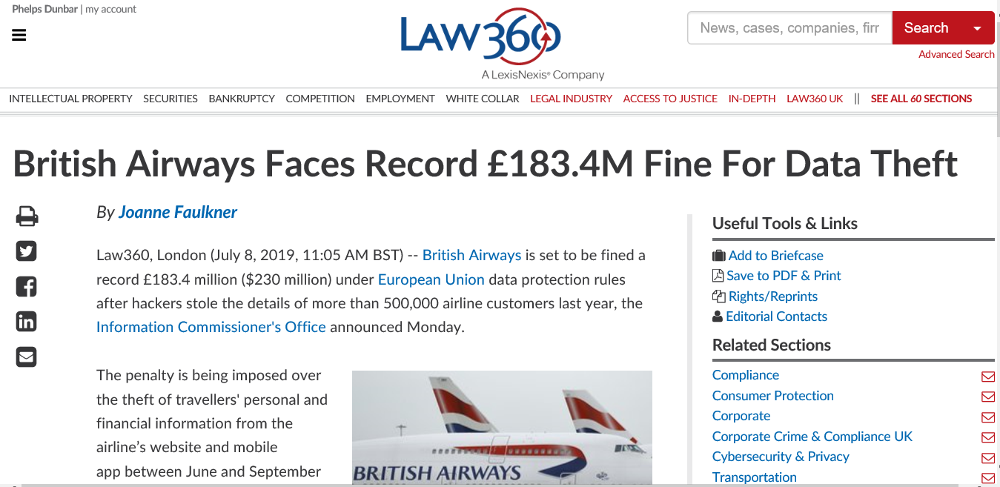 Phelps Dunbar | my account
LAW360
A LexisNexis® Company
News, cases, companies, firr
Search
Advanced Search
INTELLECTUAL PROPERTY SECURITIES BANKRUPTCY COMPETITION EMPLOYMENT WHITE COLLAR LEGAL INDUSTRY ACCESS TO JUSTICE IN-DEPTH LAW360 UK || SEE ALL 60 SECTIONS
British Airways Faces Record £183.4M Fine For Data Theft
By Joanne Faulkner
Law360, London (July 8, 2019, 11:05 AM BST) -- British Airways is set to be fined a
record £183.4 million ($230 million) under European Union data protection rules
after hackers stole the details of more than 500,000 airline customers last year, the
Information Commissioner's Office announced Monday.
The penalty is being imposed over
the theft of travellers' personal and
financial information from the
airline’s website and mobile
app between June and September
BRITISH AIRWAYS
Useful Tools & Links
Add to Briefcase
Save to PDF & Print
Rights/Reprints
Editorial Contacts
Related Sections
Compliance
Consumer Protection
Corporate
Corporate Crime & Compliance UK
Cybersecurity & Privacy
Transportation